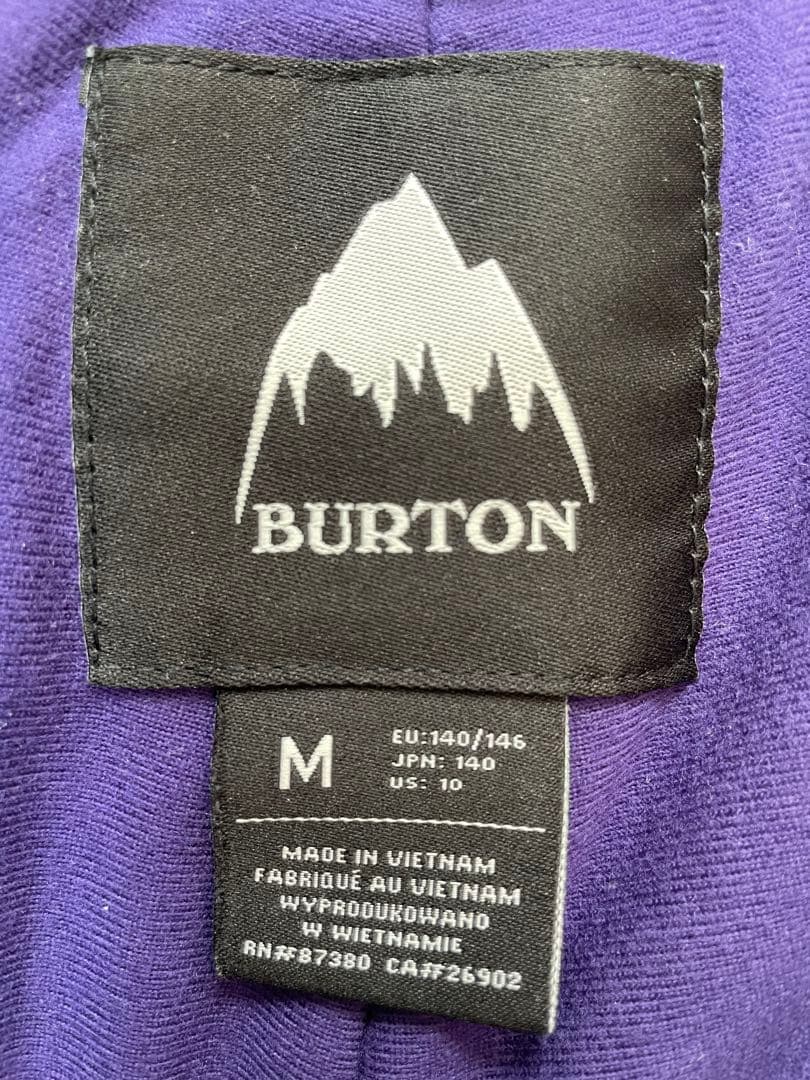 BURTON
M
EU:140/146
JPN: 140
US: 10
MADE IN VIETNAM
FABRIQUÉ AU VIETNAM
WYPRODUKOWANO
W WIETNAMIE
RN#87380 CA#26902